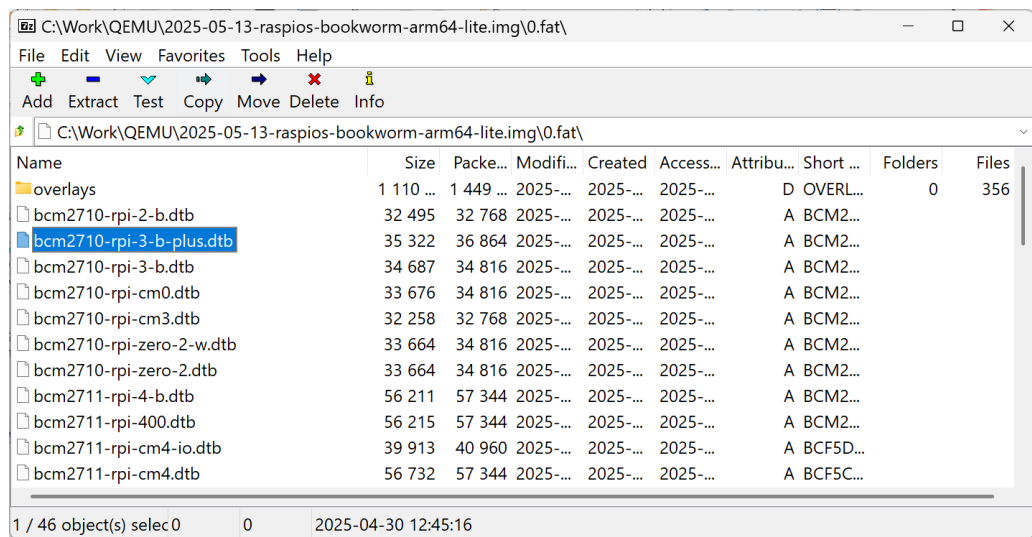 C:\Work\QEMU\2025-05-13-raspios-bookworm-arm64-lite.img\0.fat\
File Edit View Favorites Tools Help
Add Extract Test Copy Move Delete Info
C:\Work\QEMU\2025-05-13-raspios-bookworm-arm64-lite.img\0.fat\
Name Size Packe... Modifi... Created Access... Attribu... Short ... Folders Files
overlays 1 110 ... 1 449 ... 2025-... 2025-... 2025-... D OVERL... 0 356
bcm2710-rpi-2-b.dtb 32 495 32 768 2025-... 2025-... 2025-... A BCM2...
bcm2710-rpi-3-b-plus.dtb 35 322 36 864 2025-... 2025-... 2025-... A BCM2...
bcm2710-rpi-3-b.dtb 34 687 34 816 2025-... 2025-... 2025-... A BCM2...
bcm2710-rpi-cm0.dtb 33 676 34 816 2025-... 2025-... 2025-... A BCM2...
bcm2710-rpi-cm3.dtb 32 258 32 768 2025-... 2025-... 2025-... A BCM2...
bcm2710-rpi-zero-2-w.dtb 33 664 34 816 2025-... 2025-... 2025-... A BCM2...
bcm2710-rpi-zero-2.dtb 33 664 34 816 2025-... 2025-... 2025-... A BCM2...
bcm2711-rpi-4-b.dtb 56 211 57 344 2025-... 2025-... 2025-... A BCM2...
bcm2711-rpi-400.dtb 56 215 57 344 2025-... 2025-... 2025-... A BCM2...
bcm2711-rpi-cm4-io.dtb 39 913 40 960 2025-... 2025-... 2025-... A BCF5D...
bcm2711-rpi-cm4.dtb 56 732 57 344 2025-... 2025-... 2025-... A BCF5C...
1 / 46 object(s) selec 0 0 2025-04-30 12:45:16